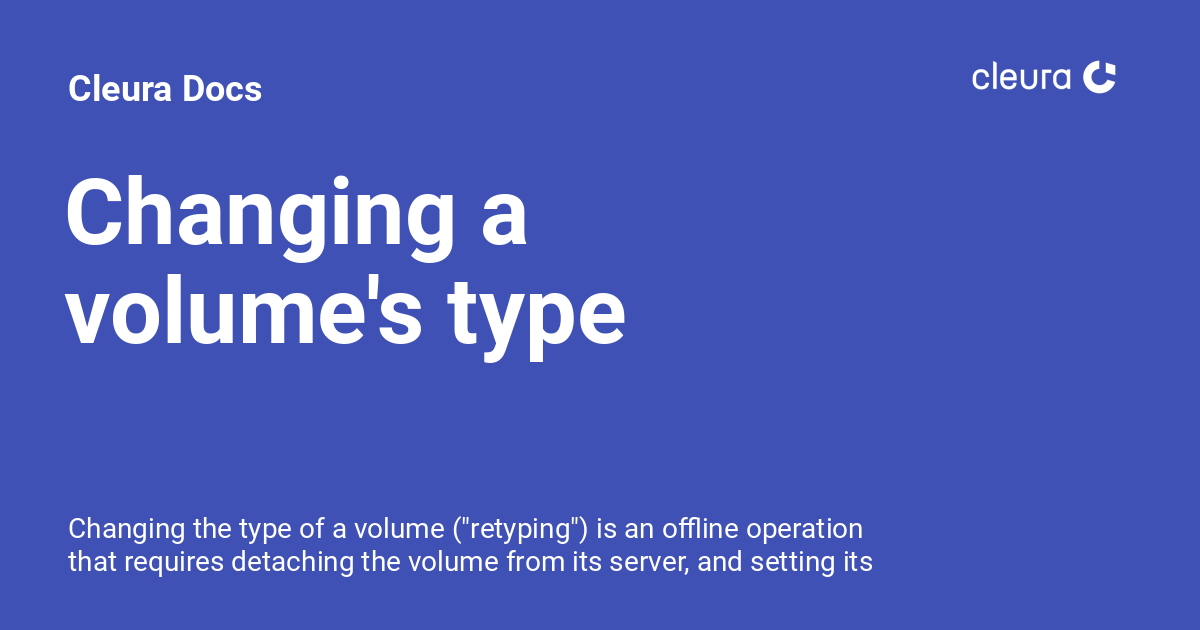 Cleura Docs
cleura
Changing a
volume's type
Changing the type of a volume ("retyping") is an offline operation
that requires detaching the volume from its server, and setting its